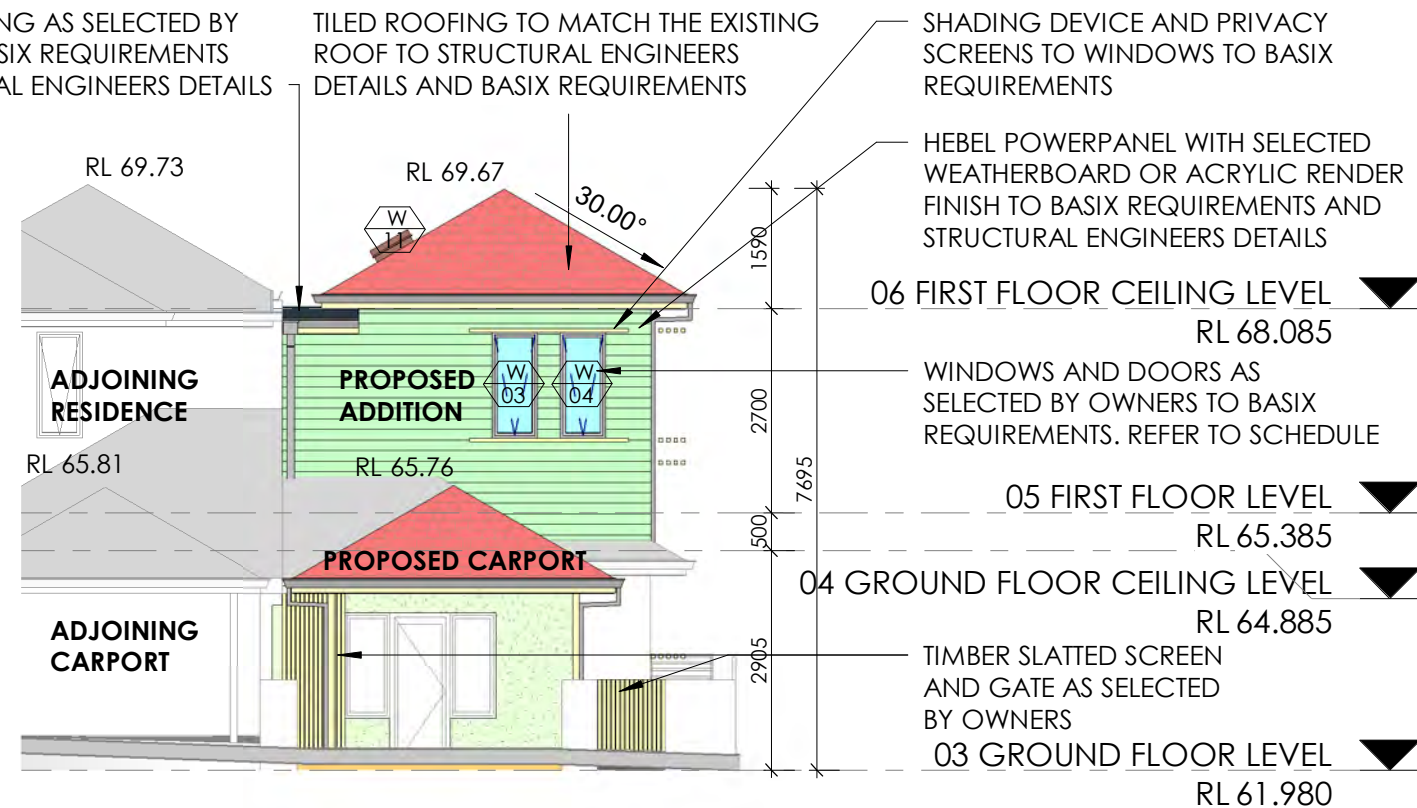 NG AS SELECTED BY
SIX REQUIREMENTS
AL ENGINEERS DETAILS
TILED ROOFING TO MATCH THE EXISTING
ROOF TO STRUCTURAL ENGINEERS
DETAILS AND BASIX REQUIREMENTS
SHADING DEVICE AND PRIVACY
SCREENS TO WINDOWS TO BASIX
REQUIREMENTS
HEBEL POWERPANEL WITH SELECTED
WEATHERBOARD OR ACRYLIC RENDER
FINISH TO BASIX REQUIREMENTS AND
STRUCTURAL ENGINEERS DETAILS
RL 69.73
RL 69.67
30.00°
W
11
1590
06 FIRST FLOOR CEILING LEVEL
RL 68.085
ADJOINING
RESIDENCE
PROPOSED
ADDITION
W
03
W
04
2700
7695
WINDOWS AND DOORS AS
SELECTED BY OWNERS TO BASIX
REQUIREMENTS. REFER TO SCHEDULE
RL 65.81
RL 65.76
05 FIRST FLOOR LEVEL
RL 65.385
500
PROPOSED CARPORT
04 GROUND FLOOR CEILING LEVEL
RL 64.885
ADJOINING
CARPORT
2905
TIMBER SLATTED SCREEN
AND GATE AS SELECTED
BY OWNERS
03 GROUND FLOOR LEVEL
RL 61.980